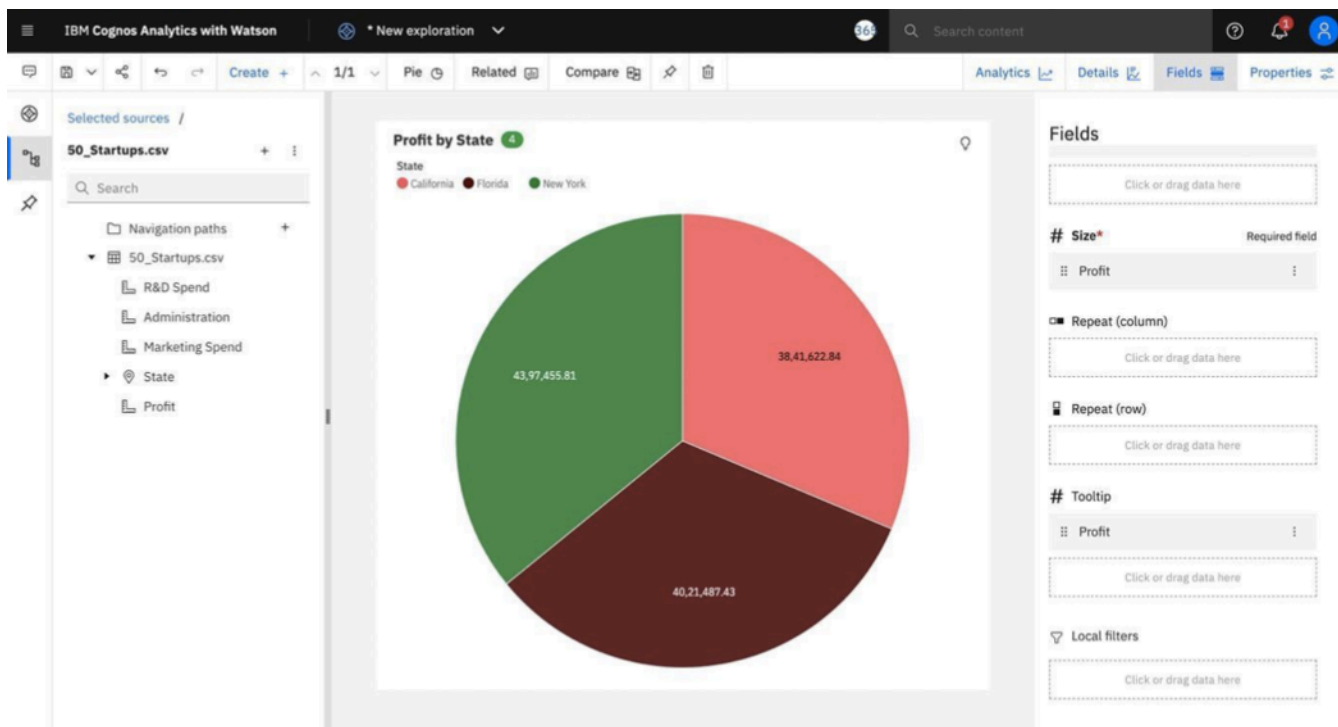 IBM Cognos Analytics with Watson
* New exploration
Search content
1
Create +
1/1
Pie
Related
Compare
Analytics
Details
Fields
Properties
Selected sources /
50_Startups.csv
Search
Navigation paths
50_Startups.csv
R&D Spend
Administration
Marketing Spend
State
Profit
Profit by State 4
State
California Florida New York
38,41,622.84
43,97,455.81
40,21,487.43
Fields
Click or drag data here
# Size* Required field
Profit
Repeat (column)
Click or drag data here
Repeat (row)
Click or drag data here
# Tooltip
Profit
Click or drag data here
Local filters
Click or drag data here